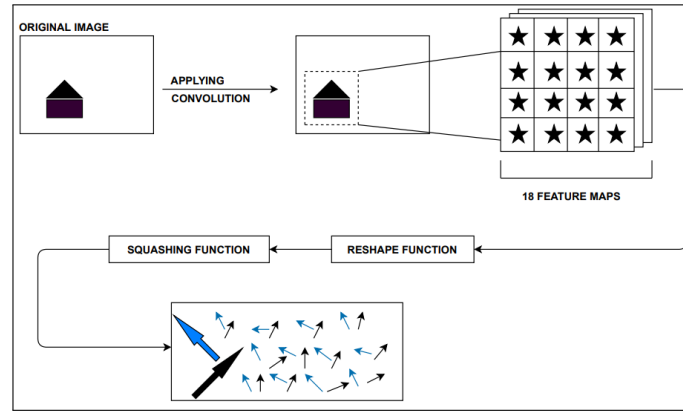 ORIGINAL IMAGE
APPLYING
CONVOLUTION
18 FEATURE MAPS
SQUASHING FUNCTION
RESHAPE FUNCTION